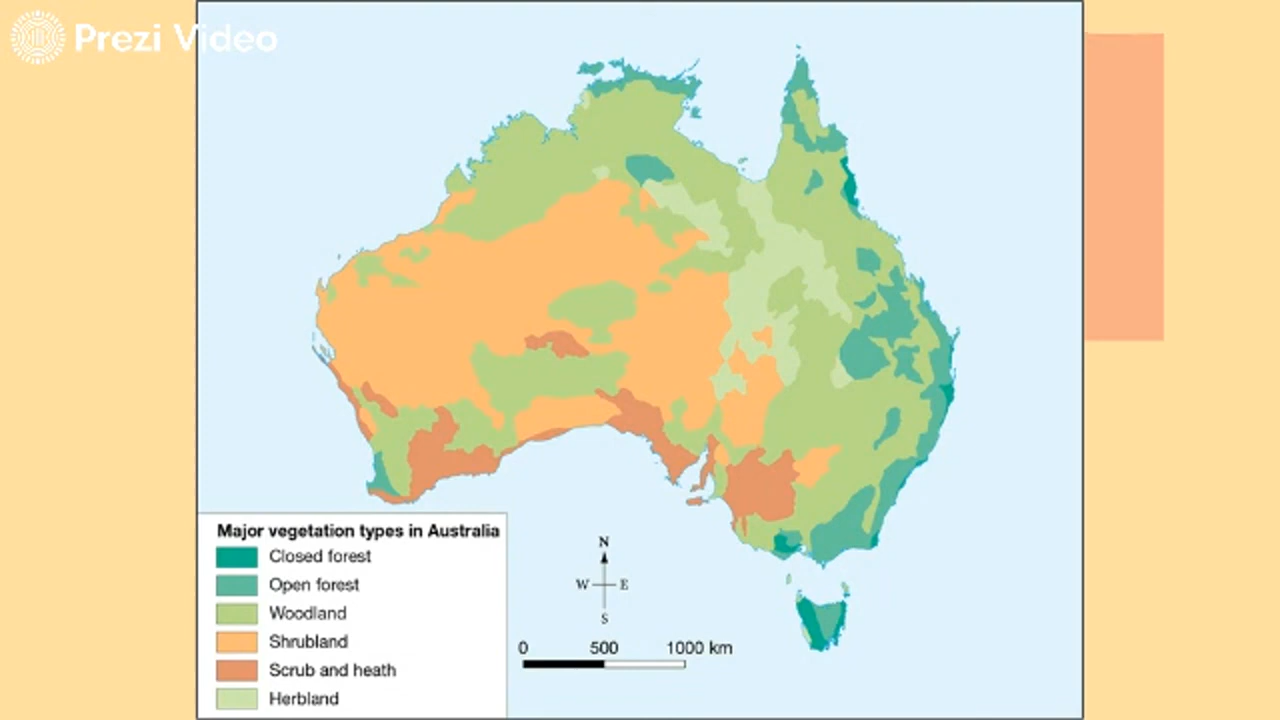 Prezi Video
Major vegetation types in Australia
Closed forest
Open forest
Woodland
Shrubland
Scrub and heath
Herbland
N
W E
S
0 500 1000 km